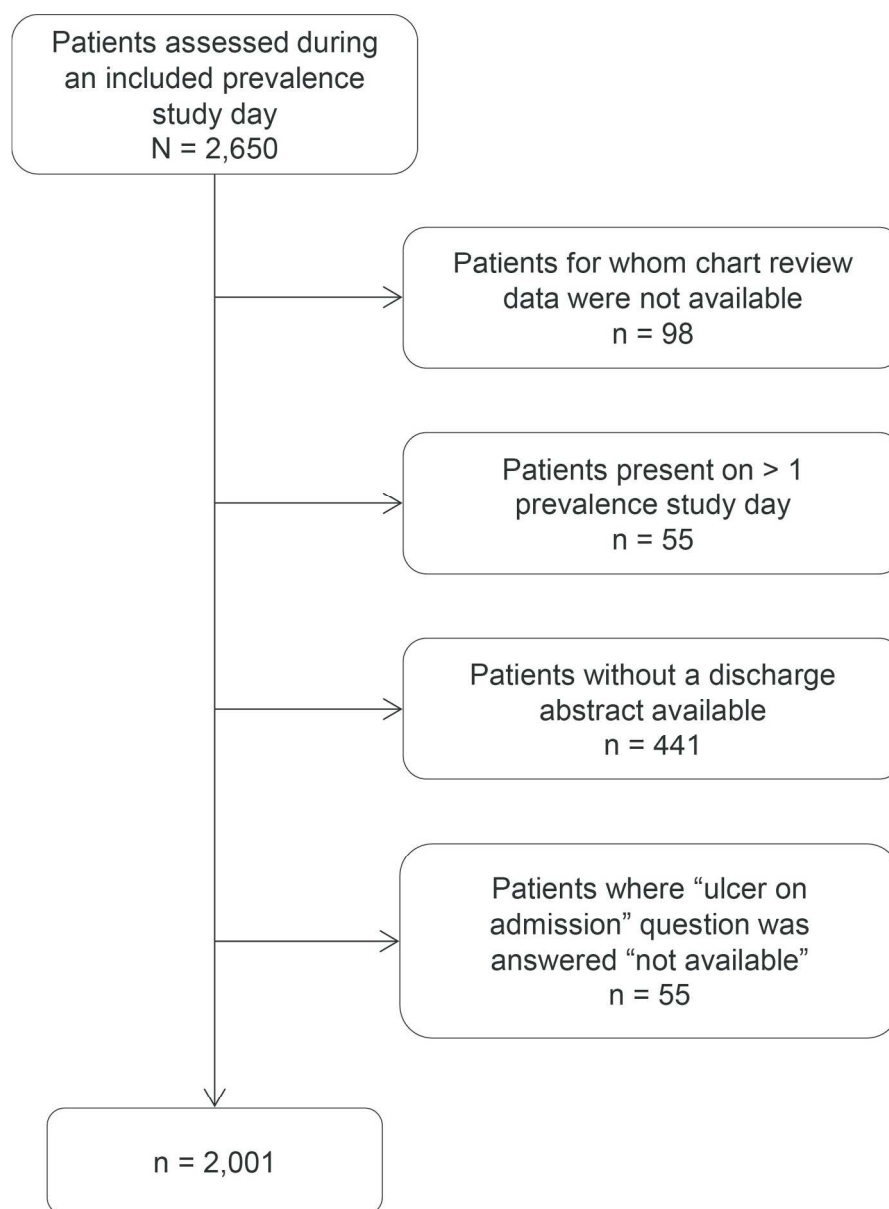 Patients assessed during
an included prevalence
study day
N = 2,650
Patients for whom chart review
data were not available
n = 98
Patients present on > 1
prevalence study day
n = 55
Patients without a discharge
abstract available
n = 441
Patients where “ulcer on
admission” question was
answered “not available”
n = 55
n = 2,001